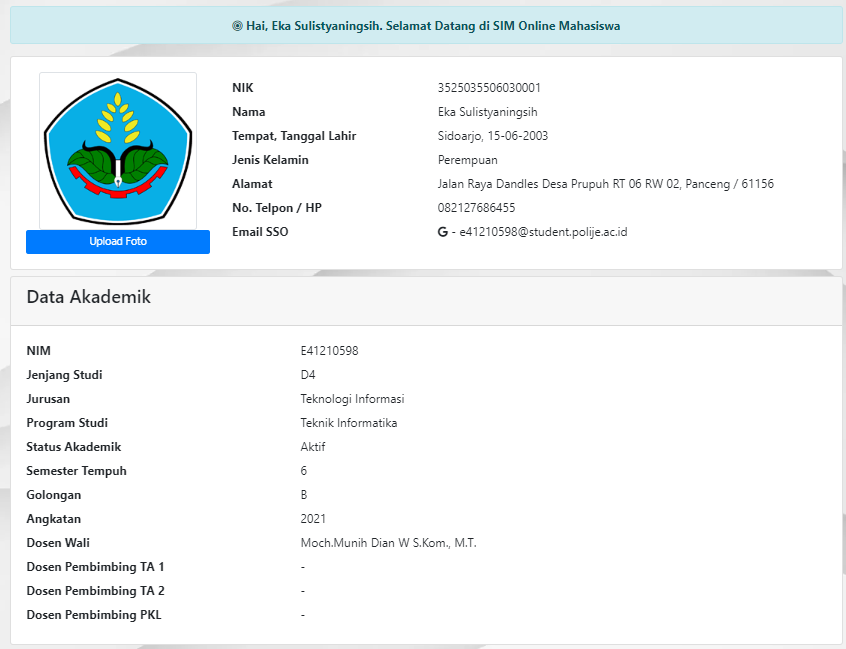 Hai, Eka Sulistyaningsih. Selamat Datang di SIM Online Mahasiswa
Upload Foto
NIK 3525035506030001
Nama Eka Sulistyaningsih
Tempat, Tanggal Lahir Sidoarjo, 15-06-2003
Jenis Kelamin Perempuan
Alamat Jalan Raya Dandles Desa Prupuh RT 06 RW 02, Panceng / 61156
No. Telpon / HP 082127686455
Email SSO G - e41210598@student.polije.ac.id
Data Akademik
NIM E41210598
Jenjang Studi D4
Jurusan Teknologi Informasi
Program Studi Teknik Informatika
Status Akademik Aktif
Semester Tempuh 6
Golongan B
Angkatan 2021
Dosen Wali Moch.Munih Dian W S.Kom., M.T.
Dosen Pembimbing TA 1 -
Dosen Pembimbing TA 2 -
Dosen Pembimbing PKL -